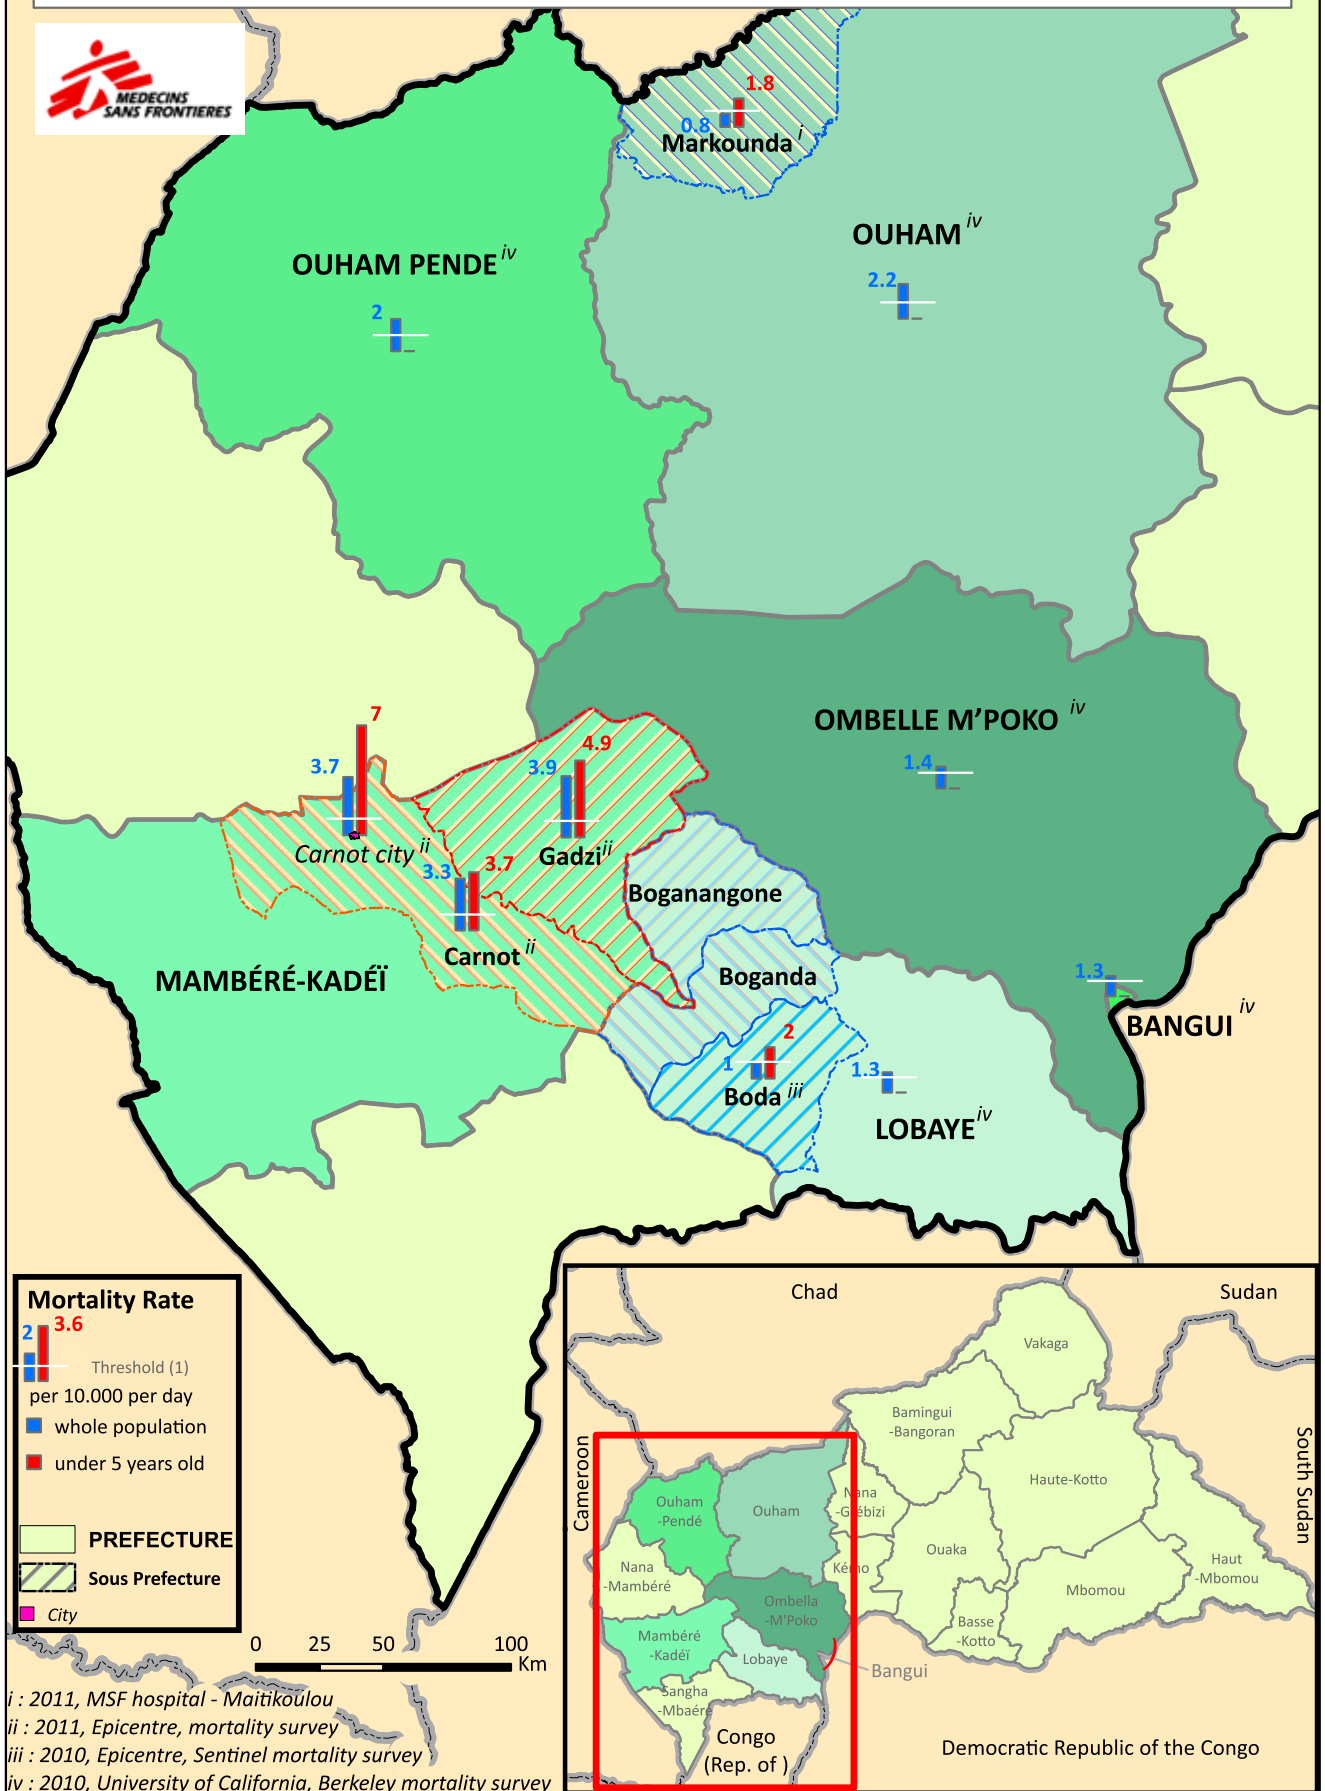 MEDECINS
SANS FRONTIERES
1.8
0.8
Markounda i
OUHAM iv
2.2
OUHAM PENDE iv
2
OMBELLE M’POKO iv
1.4
7
3.7
Carnot city ii
4.9
3.9
Gadzi ii
3.3
3.7
Carnot ii
Boganangone
Boganda
MAMBÉRÉ-KADÉÏ
1.3
BANGUI iv
2
1
Boda iii
1.3
LOBAYE iv
Mortality Rate
2
3.6
Threshold (1)
per 10.000 per day
whole population
under 5 years old
PREFECTURE
Sous Prefecture
City
0 25 50 100
Km
i : 2011, MSF hospital - Maitikoulou
ii : 2011, Epicentre, mortality survey
iii : 2010, Epicentre, Sentinel mortality survey
iv : 2010, University of California, Berkeley mortality survey
Chad
Sudan
Vakaga
Bamingui
-Bangoran
Cameroon
South Sudan
Haute-Kotto
Ouham
-Pendé
Ouham
Nana
-Grébizi
Ouaka
Kémo
Haut
-Mbomou
Nana
-Mambéré
Mbomou
Ombella
-M'Poko
Basse
-Kotto
Mambéré
-Kadéï
Lobaye
Bangui
Sangha
-Mbaéré
Congo
(Rep. of )
Democratic Republic of the Congo